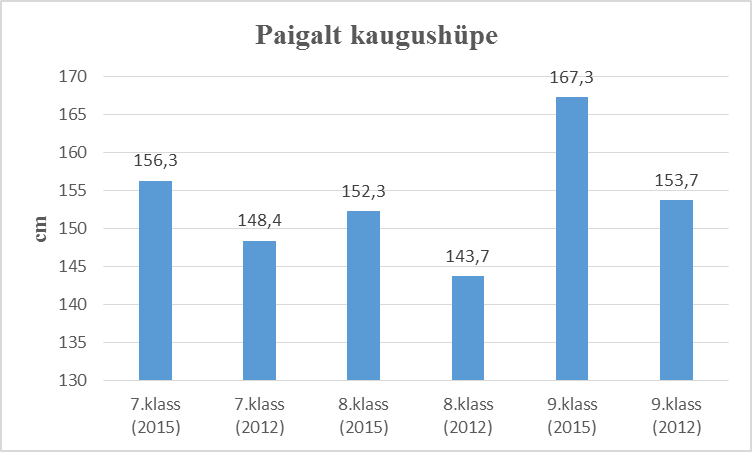 Paigalt kaugushüpe
170
165
160
155
150
145
140
135
130
cm
156,3
148,4
152,3
143,7
167,3
153,7
7.klass (2015)
7.klass (2012)
8.klass (2015)
8.klass (2012)
9.klass (2015)
9.klass (2012)